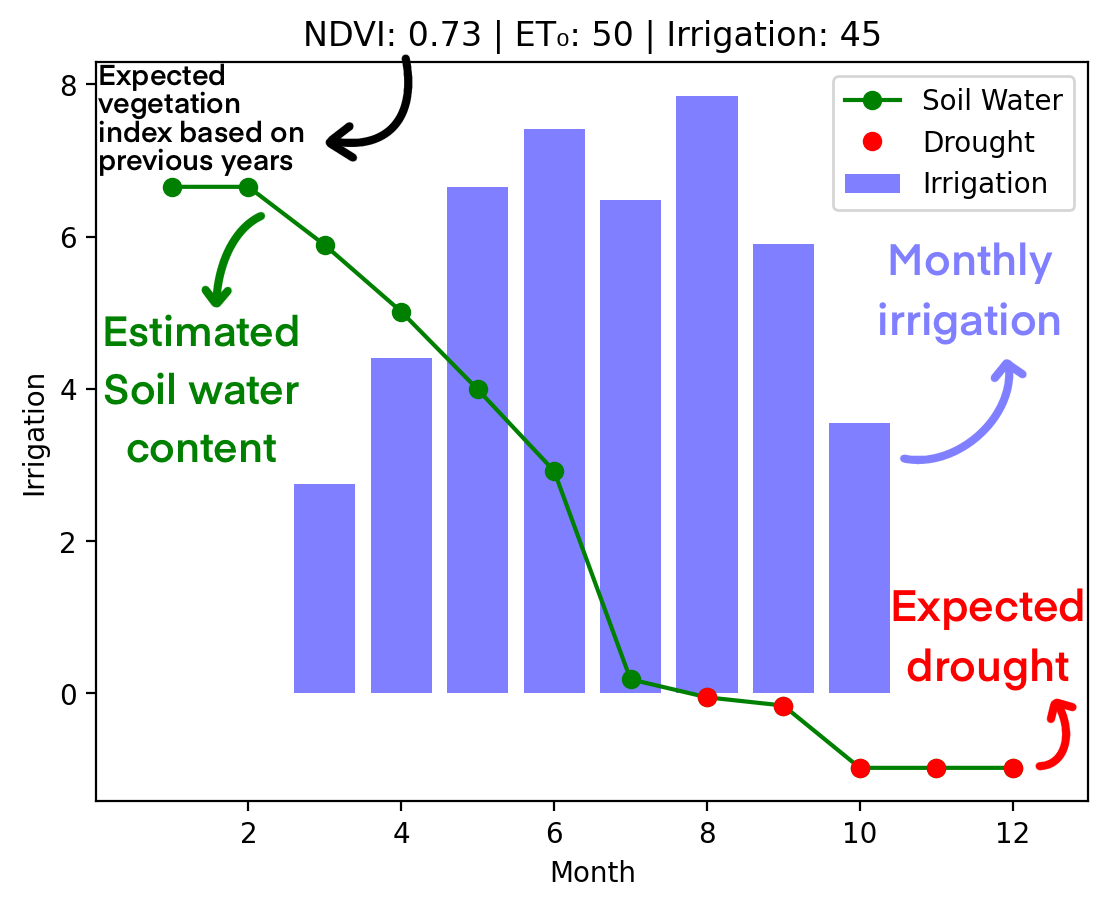 NDVI: 0.73 | ET₀: 50 | Irrigation: 45
Expected
vegetation
index based on
previous years
Soil Water
Drought
Irrigation
Monthly
irrigation
Estimated
Soil water
content
Expected
drought
Irrigation
8
6
4
2
0
2
4
6
8
10
12
Month